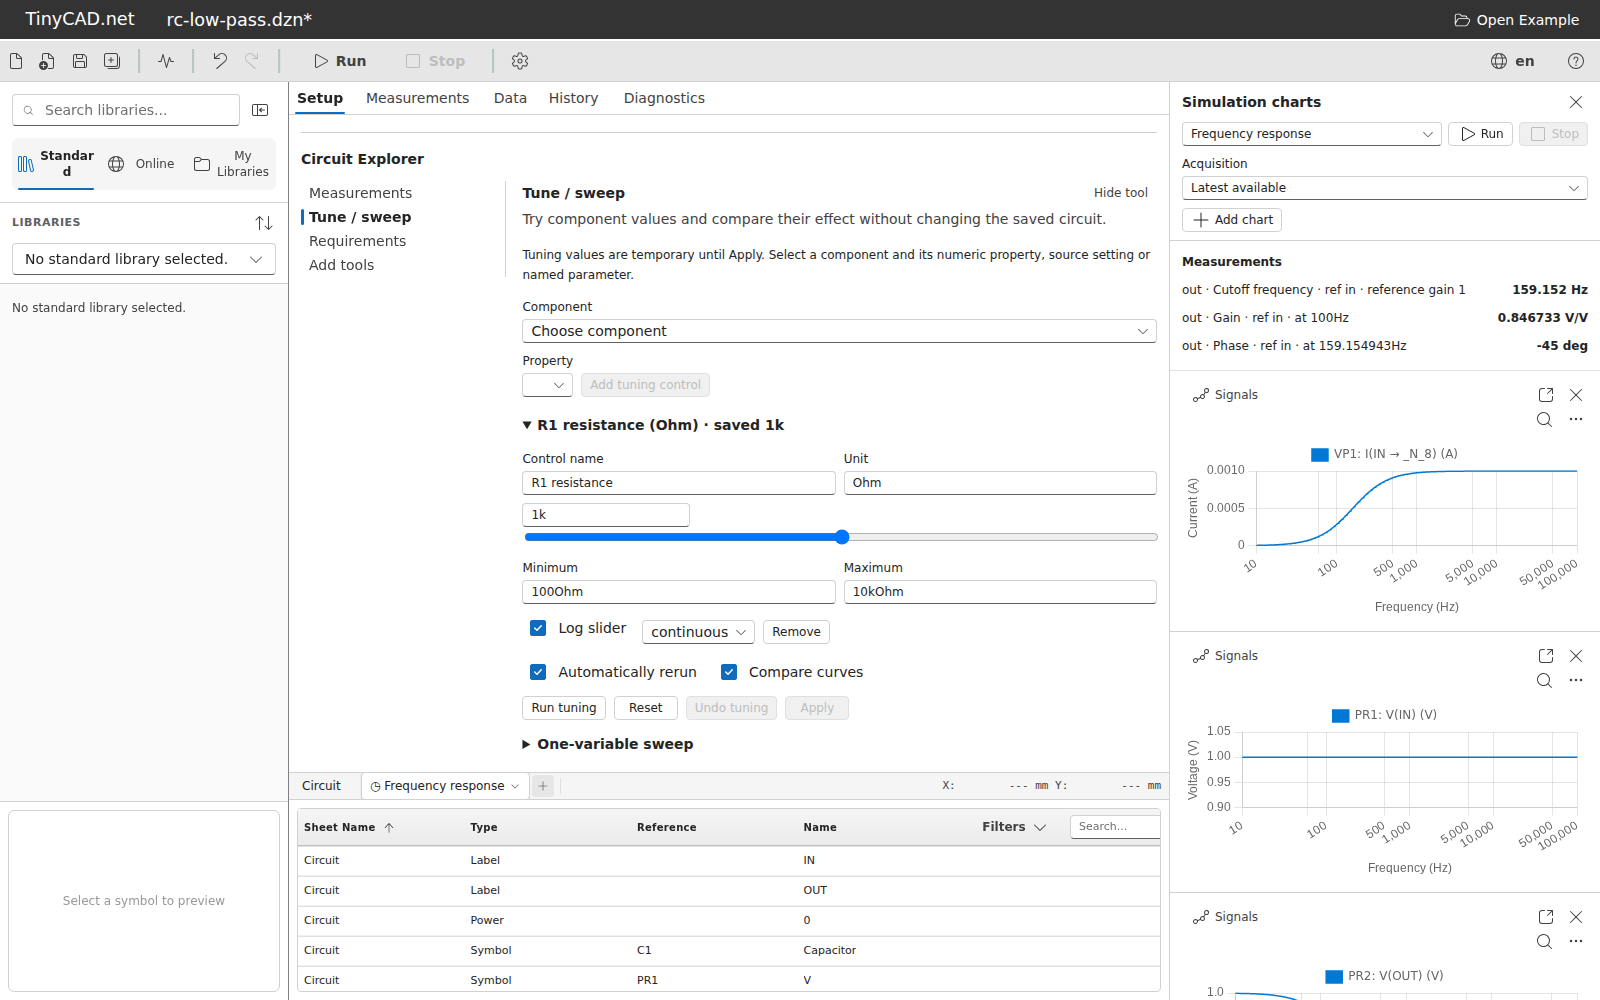 TinyCAD.net
rc-low-pass.dzn*
Open Example
Run
Stop
en
Search libraries...
Standar
d
Online
My
Libraries
LIBRARIES
No standard library selected.
No standard library selected.
Select a symbol to preview
Setup
Measurements
Data
History
Diagnostics
Circuit Explorer
Measurements
Tune / sweep
Requirements
Add tools
Tune / sweep
Hide tool
Try component values and compare their effect without changing the saved circuit.
Tuning values are temporary until Apply. Select a component and its numeric property, source setting or
named parameter.
Component
Choose component
Property
Add tuning control
R1 resistance (Ohm) · saved 1k
Control name
Unit
R1 resistance
Ohm
1k
Minimum
Maximum
100Ohm
10kOhm
Log slider
continuous
Remove
Automatically rerun
Compare curves
Run tuning
Reset
Undo tuning
Apply
One-variable sweep
Circuit
Frequency response
X: --- mm Y: --- mm
Sheet Name
Type
Reference
Name
Filters
Search...
Circuit Label IN
Circuit Label OUT
Circuit Power 0
Circuit Symbol C1 Capacitor
Circuit Symbol PR1 V
Simulation charts
Frequency response
Run
Stop
Acquisition
Latest available
Add chart
Measurements
out · Cutoff frequency · ref in · reference gain 1 159.152 Hz
out · Gain · ref in · at 100Hz 0.846733 V/V
out · Phase · ref in · at 159.154943Hz -45 deg
Signals
VP1: I(IN → _N_8) (A)
Current (A)
0.0010
0.0005
0
10 100 500 1,000 5,000 10,000 50,000 100,000
Frequency (Hz)
Signals
PR1: V(IN) (V)
Voltage (V)
1.05
1.00
0.95
0.90
10 100 500 1,000 5,000 10,000 50,000 100,000
Frequency (Hz)
Signals
PR2: V(OUT) (V)
1.0